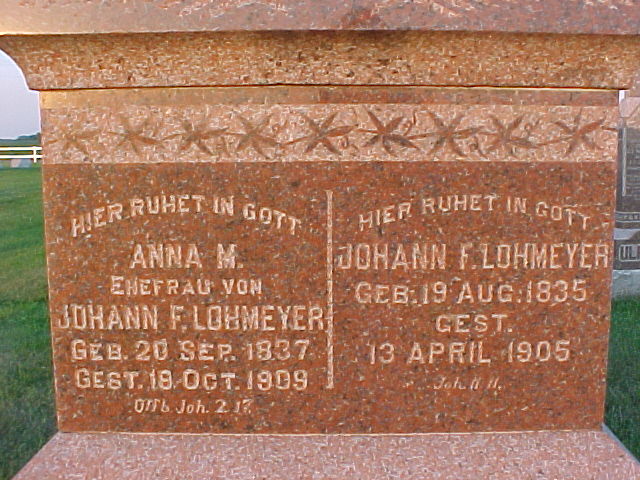 HIER RUHET IN GOTT
ANNA M.
EHEFRAU VON
JOHANN F. LOHMEYER
GEB. 20 SEP. 1837
GEST. 18 OCT. 1909
Offb. Joh. 2. 17.
HIER RUHET IN GOTT
JOHANN F. LOHMEYER
GEB. 19 AUG. 1835
GEST.
13 APRIL 1905
Joh.